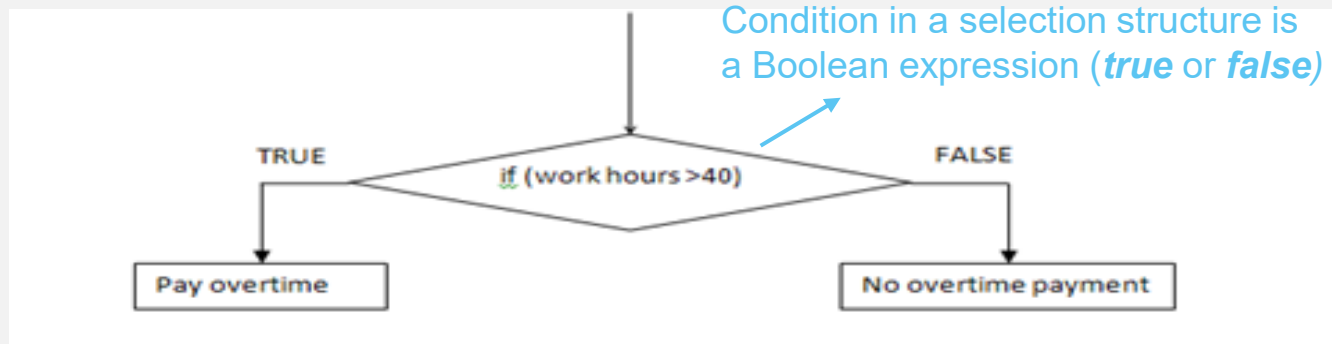 Condition in a selection structure is
a Boolean expression (true or false)
TRUE
FALSE
if (work hours >40)
Pay overtime
No overtime payment